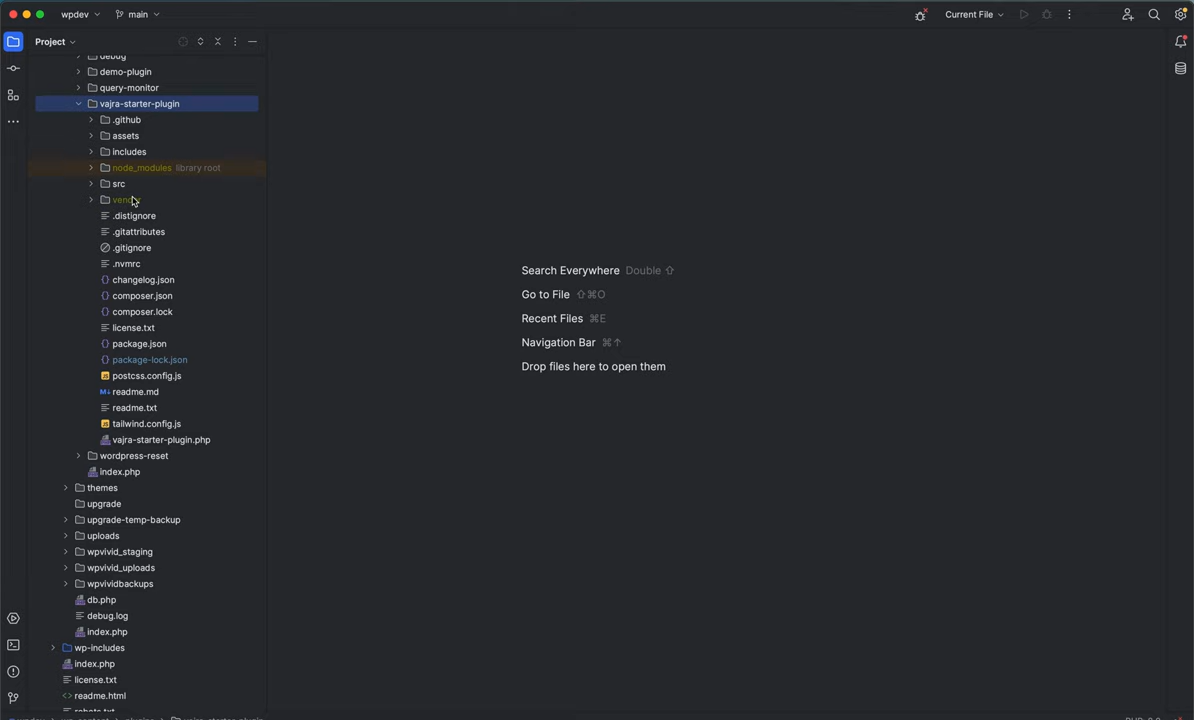 wpdev
main
Current File
Project
debug
demo-plugin
query-monitor
vajra-starter-plugin
.github
assets
includes
node_modules library root
src
.distignore
.gitattributes
.gitignore
.nvmrc
changelog.json
composer.json
composer.lock
license.txt
package.json
package-lock.json
postcss.config.js
readme.md
readme.txt
tailwind.config.js
vajra-starter-plugin.php
wordpress-reset
index.php
themes
upgrade
upgrade-temp-backup
uploads
wpvivid_staging
wpvivid_uploads
wpvividbackups
db.php
debug.log
index.php
wp-includes
index.php
license.txt
readme.html
Search Everywhere Double ⇧
Go to File ⇧⌘O
Recent Files ⌘E
Navigation Bar ⌘↑
Drop files here to open them